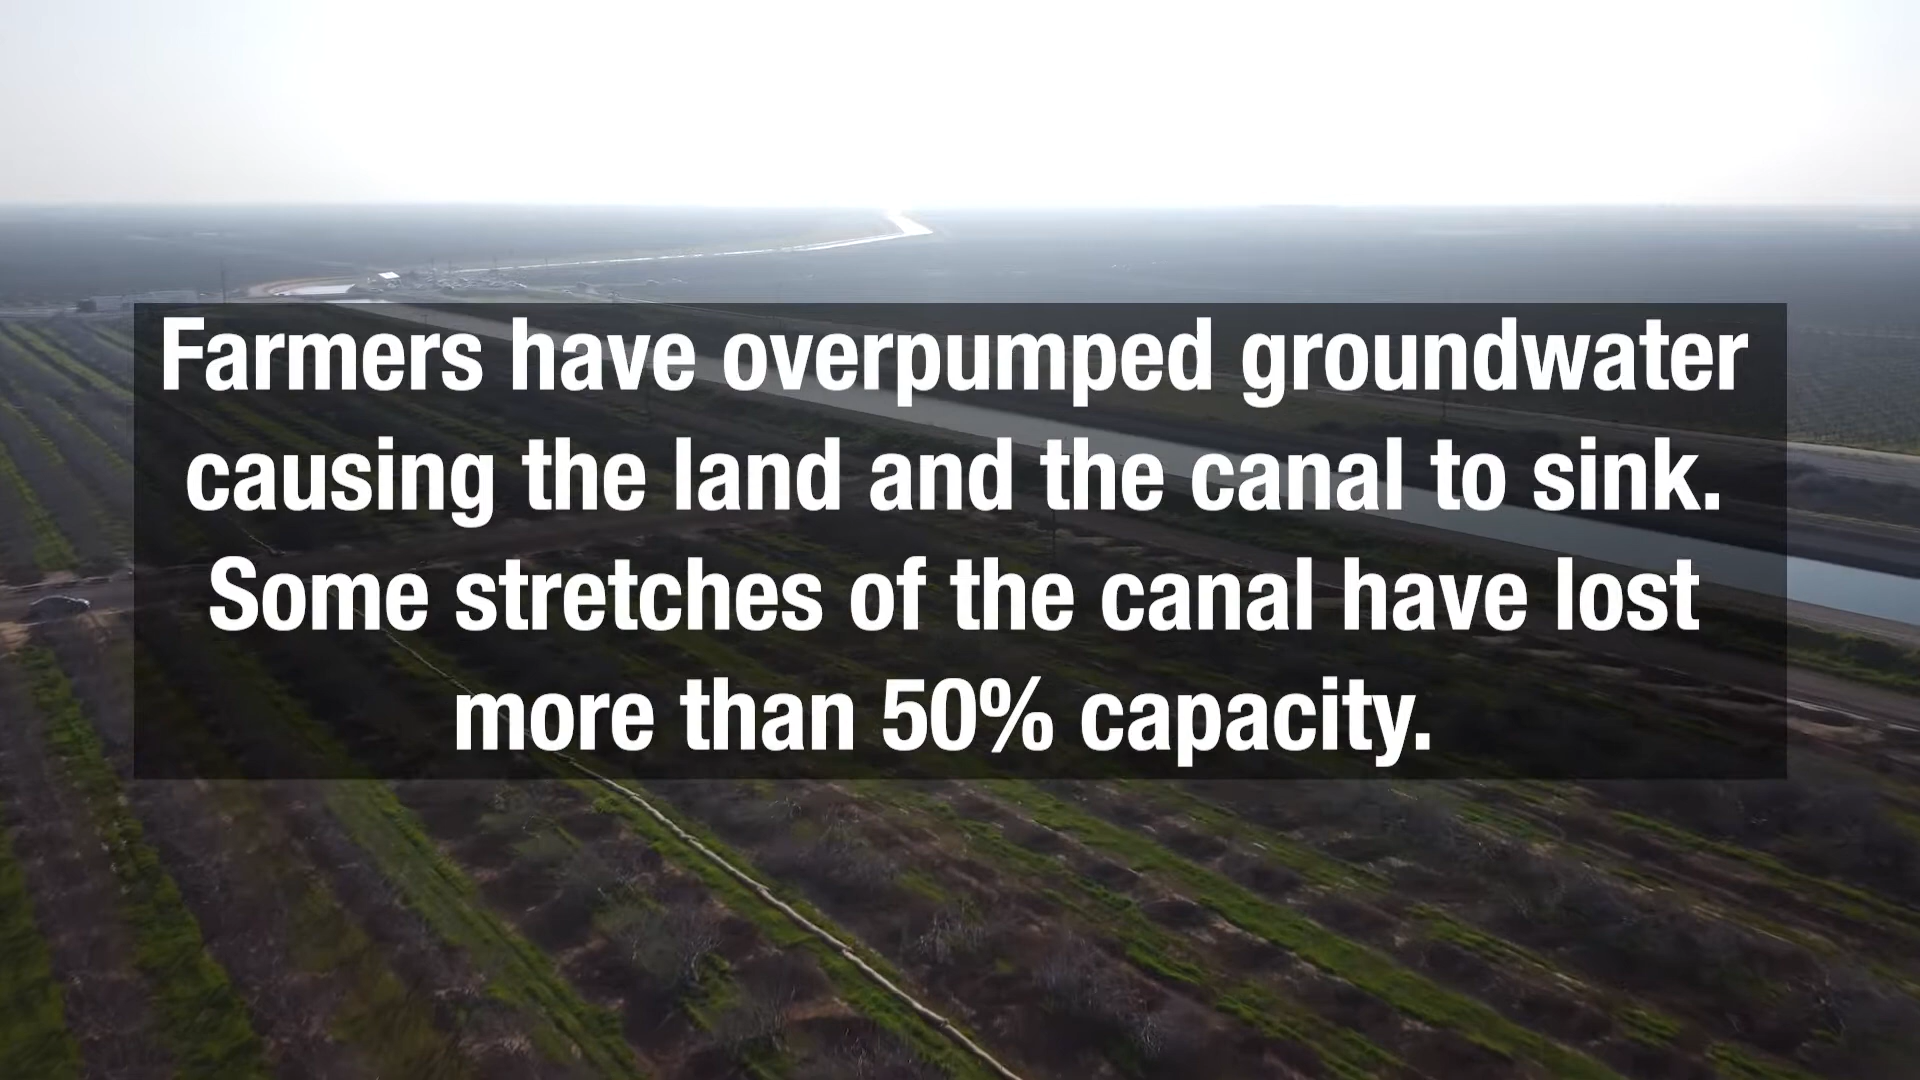 Farmers have overpumped groundwater
causing the land and the canal to sink.
Some stretches of the canal have lost
more than 50% capacity.